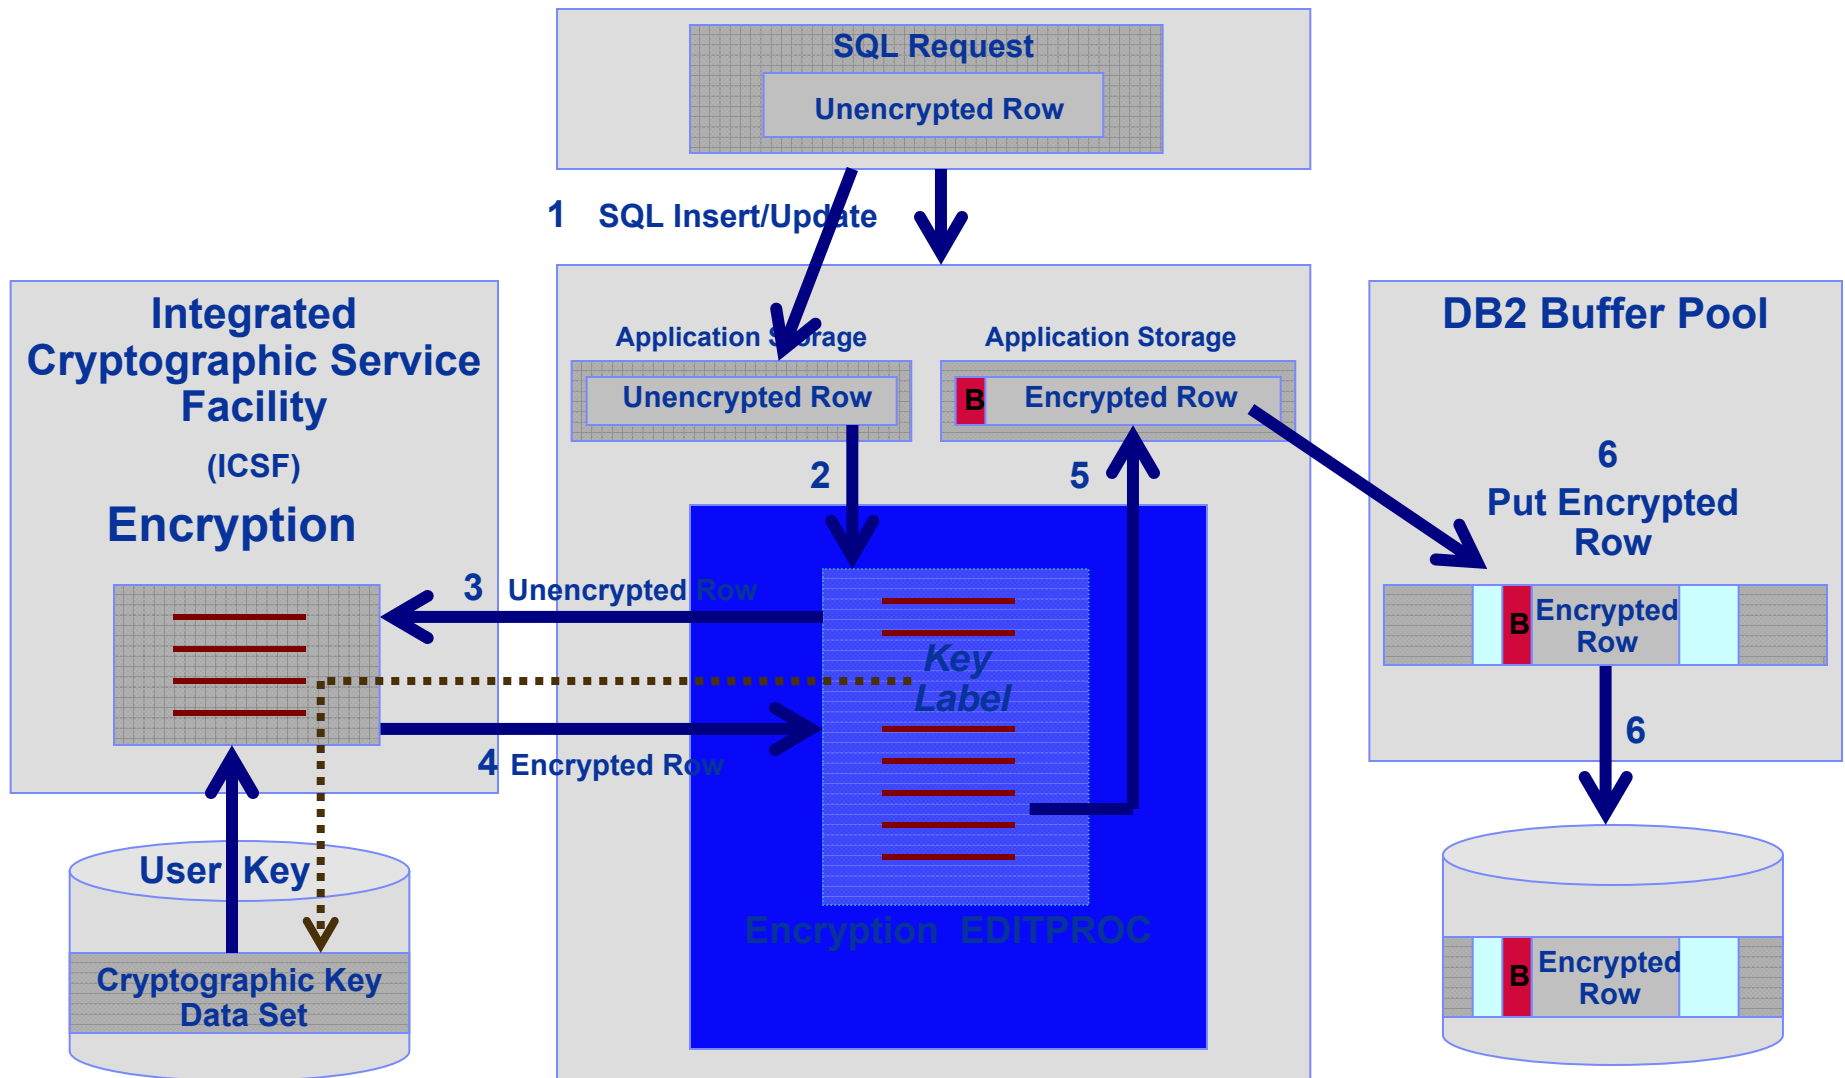 SQL Request
Unencrypted Row
1 SQL Insert/Update
Integrated
Cryptographic Service
Facility
(ICSF)
Encryption
Application Storage
Unencrypted Row
Application Storage
B Encrypted Row
2
5
3 Unencrypted Row
4 Encrypted Row
Key
Label
Encryption EDITPROC
User Key
Cryptographic Key
Data Set
DB2 Buffer Pool
6
Put Encrypted
Row
B Encrypted
Row
6
B Encrypted
Row